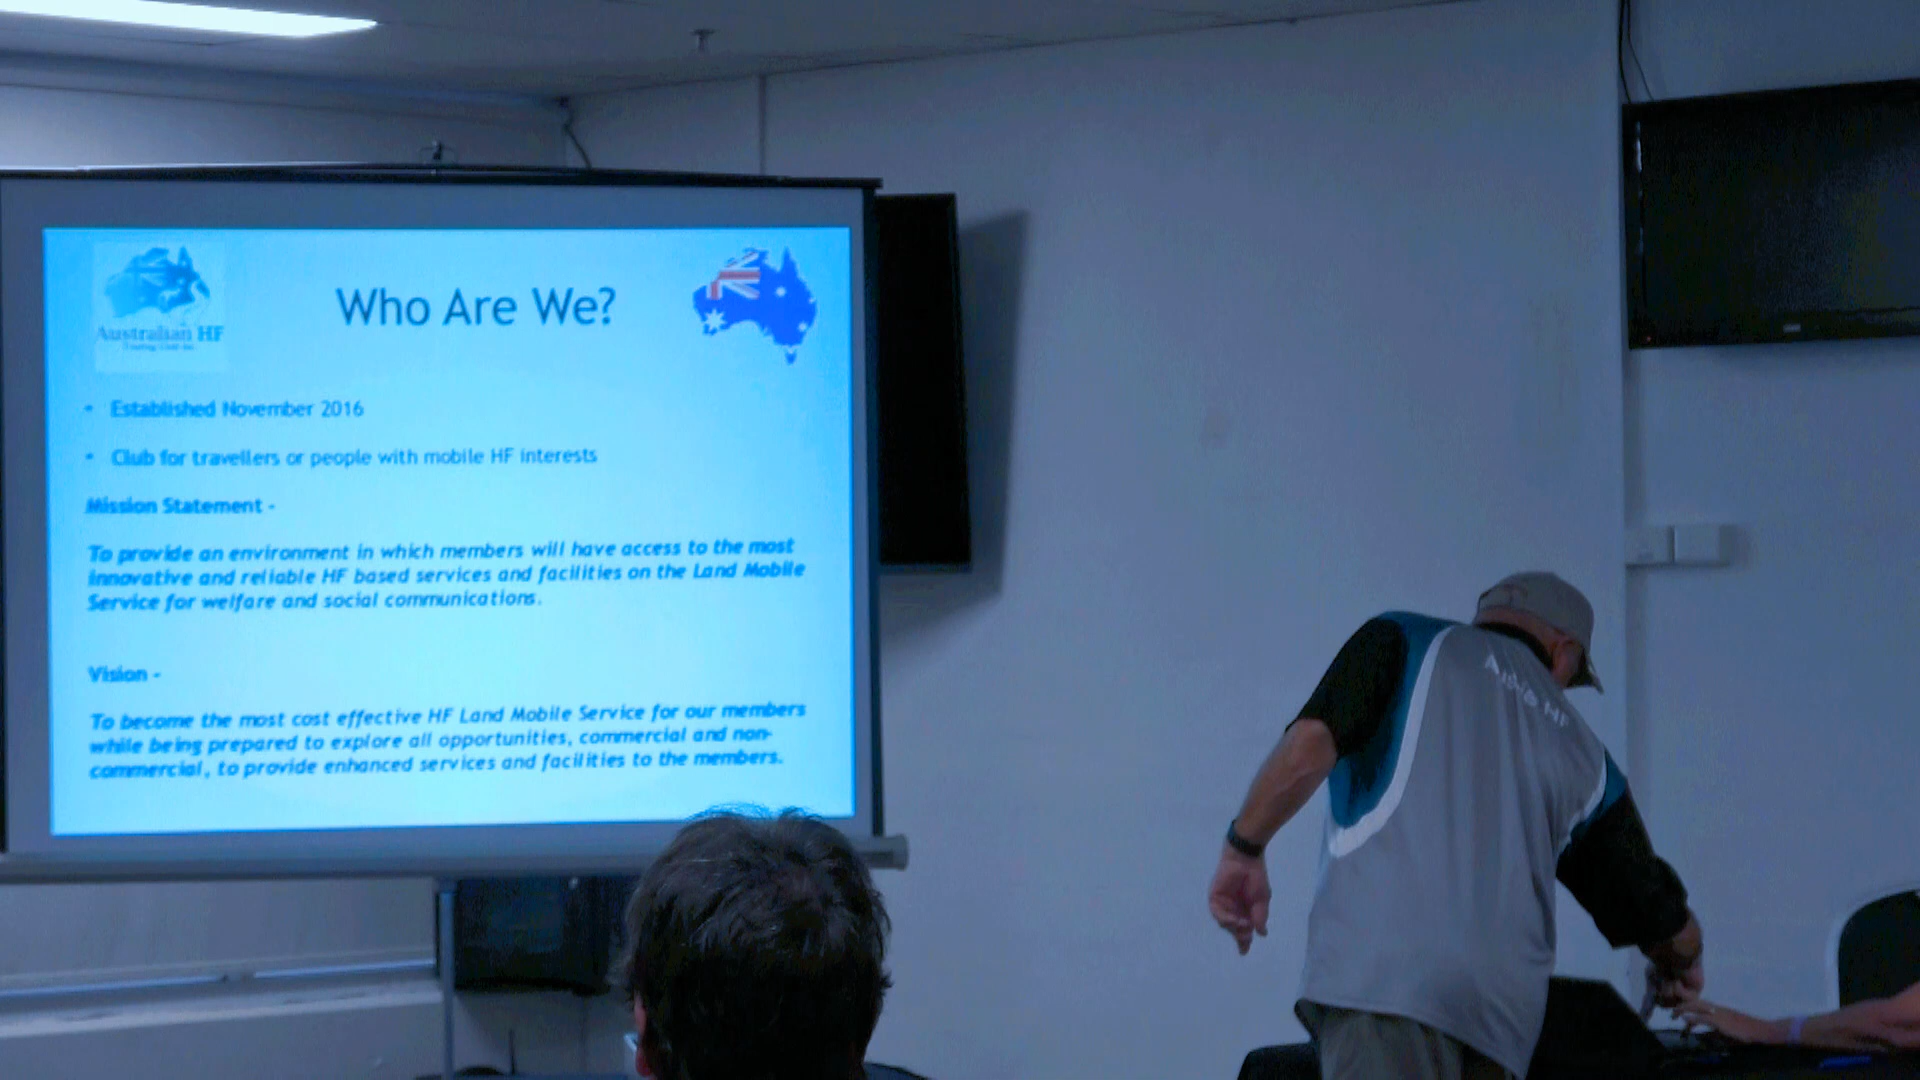 Who Are We?
Australian HF
• Established November 2016
• Club for travellers or people with mobile HF interests
Mission Statement -
To provide an environment in which members will have access to the most
innovative and reliable HF based services and facilities on the Land Mobile
Service for welfare and social communications.
Vision -
To become the most cost effective HF Land Mobile Service for our members
while being prepared to explore all opportunities, commercial and non-
commercial, to provide enhanced services and facilities to the members.
HF